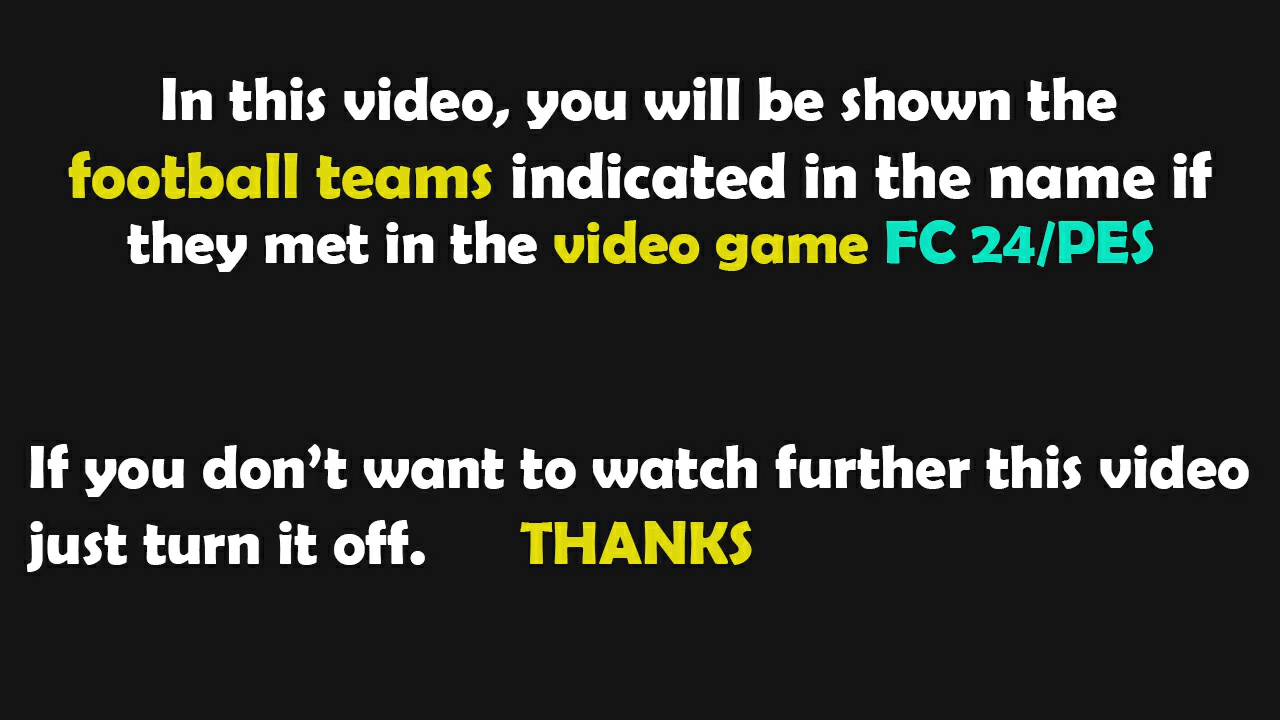 In this video, you will be shown the
football teams indicated in the name if
they met in the video game FC 24/PES
If you don't want to watch further this video
just turn it off. THANKS